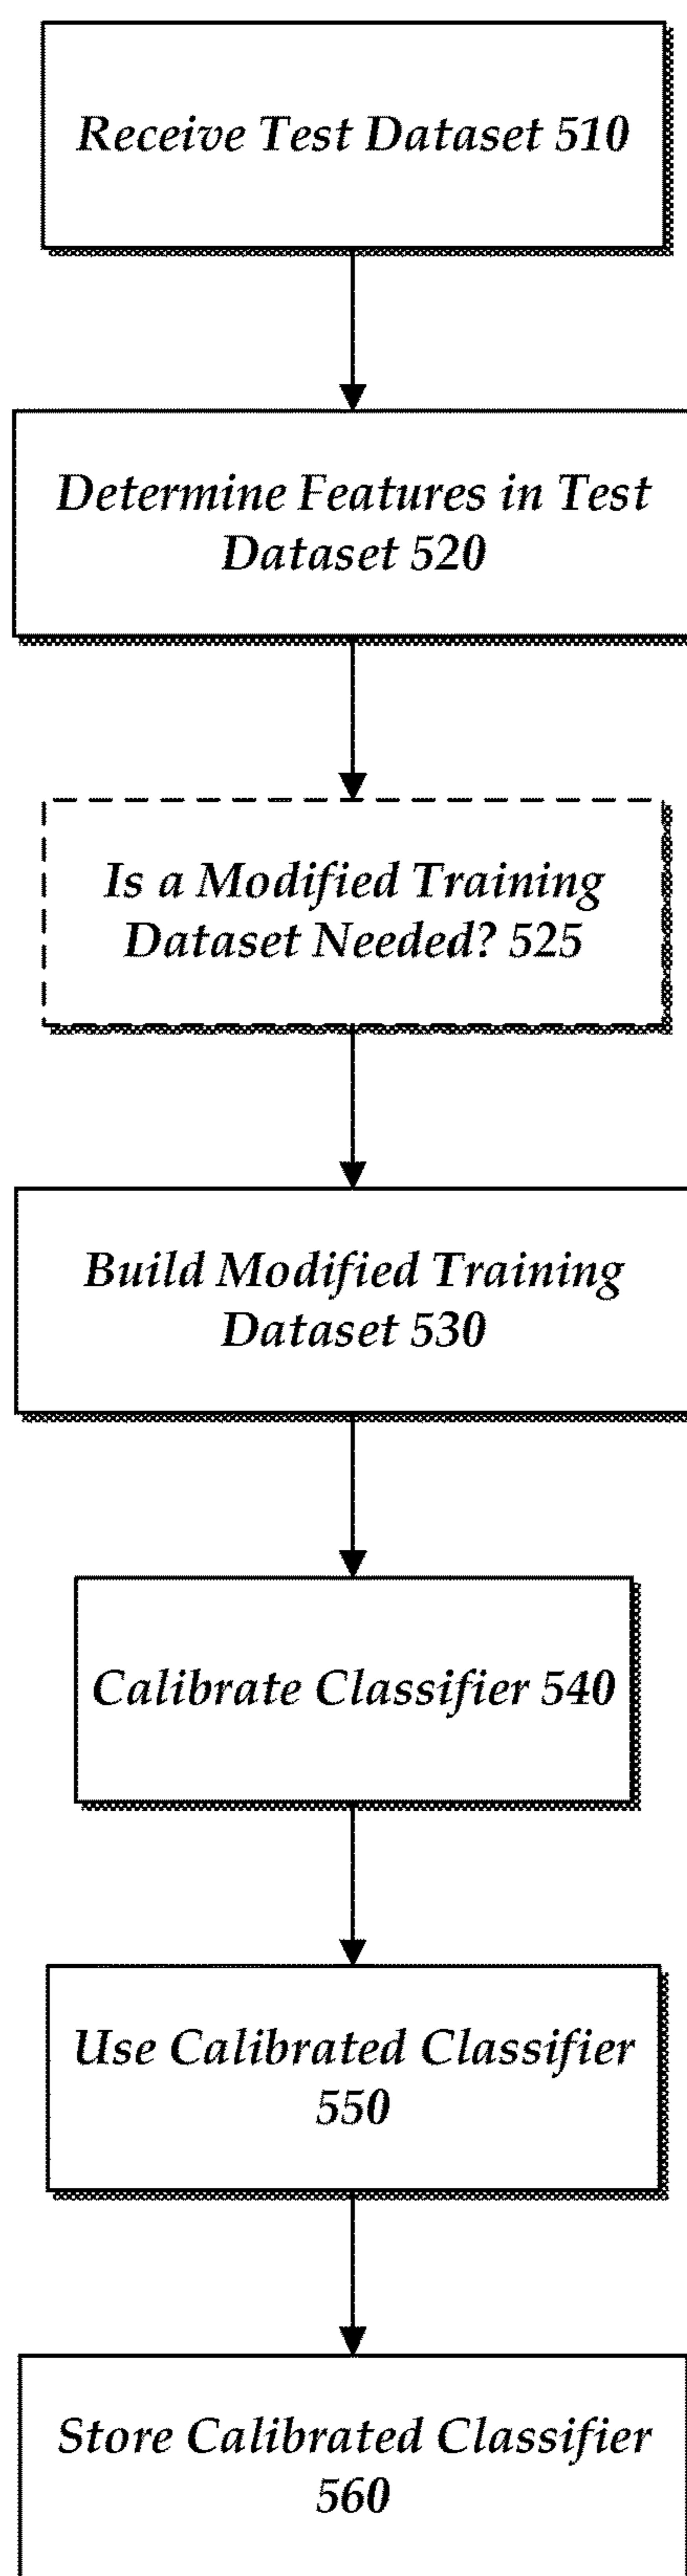 Receive Test Dataset 510
Determine Features in Test
Dataset 520
Is a Modified Training
Dataset Needed? 525
Build Modified Training
Dataset 530
Calibrate Classifier 540
Use Calibrated Classifier
550
Store Calibrated Classifier
560